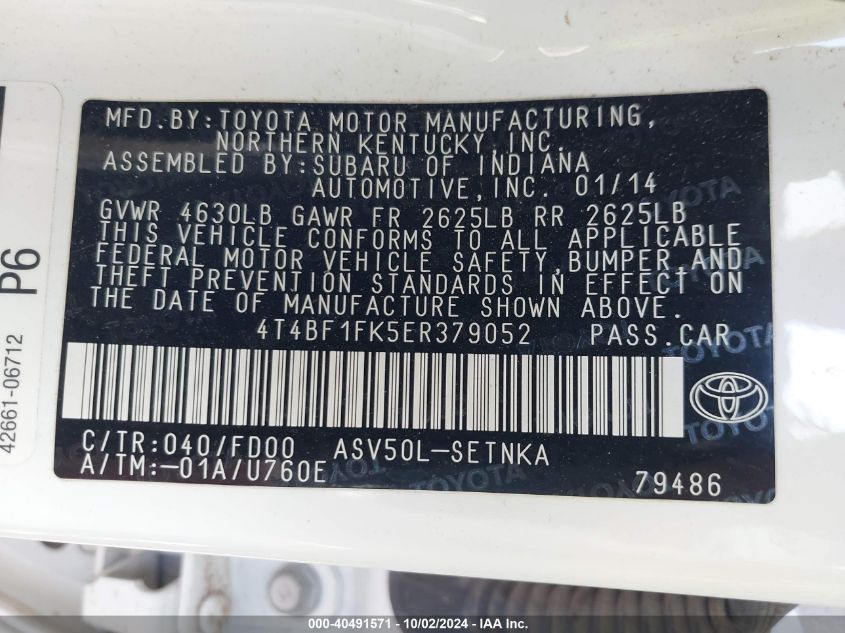 MFD.BY:TOYOTA MOTOR MANUFACTURING,
NORTHERN KENTUCKY,INC.
ASSEMBLED BY:SUBARU OF INDIANA
AUTOMOTIVE,INC. 01/14
GVWR 4630LB GAWR FR 2625LB RR 2625LB
THIS VEHICLE CONFORMS TO ALL APPLICABLE
FEDERAL MOTOR VEHICLE SAFETY,BUMPER,AND
THEFT PREVENTION STANDARDS IN EFFECT ON
THE DATE OF MANUFACTURE SHOWN ABOVE.
4T4BF1FK5ER379052 PASS.CAR
C/TR:040/FD00 ASV50L-SETNKA
A/TM:-01A/U760E 79486
P6
42661-06712
TOYOTA
TOYOTA
TOYOTA
000-40491571 - 10/02/2024 - © IAA Inc.